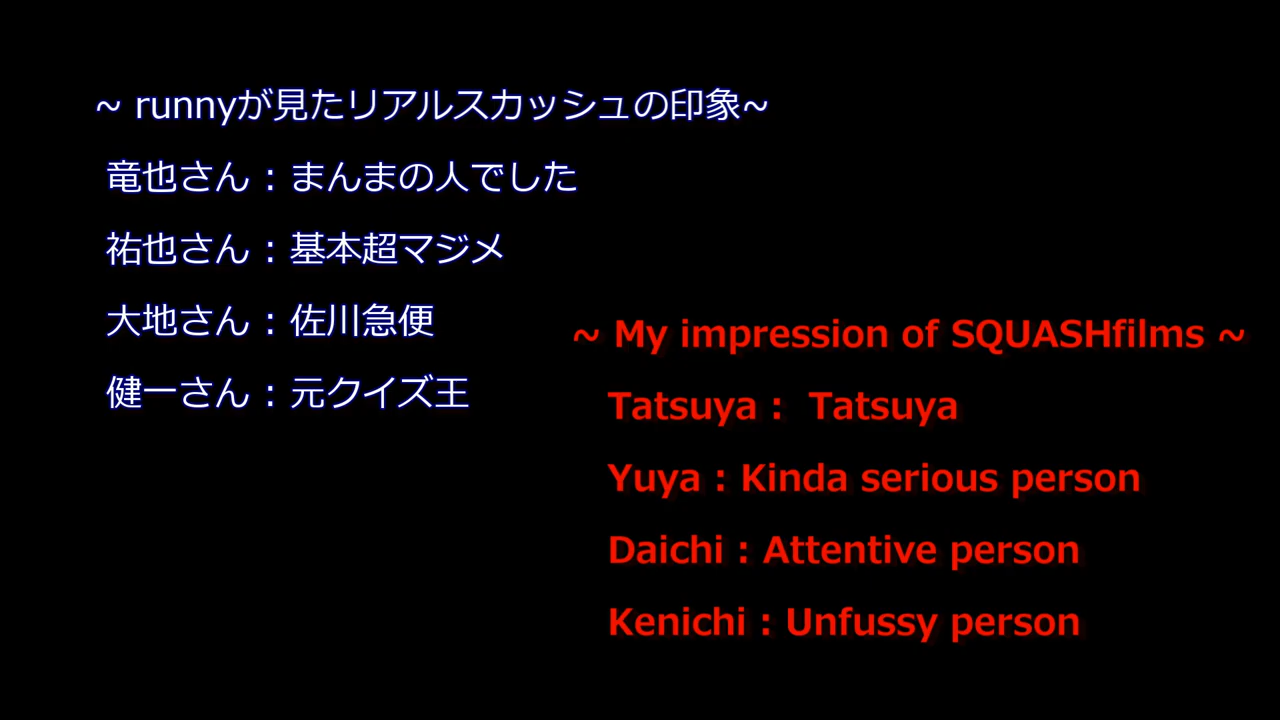 ~ runnyが見たリアルスカッシュの印象~
竜也さん : まんまの人でした
祐也さん : 基本超マジメ
大地さん : 佐川急便
健一さん : 元クイズ王
~ My impression of SQUASHfilms ~
Tatsuya : Tatsuya
Yuya : Kinda serious person
Daichi : Attentive person
Kenichi : Unfussy person